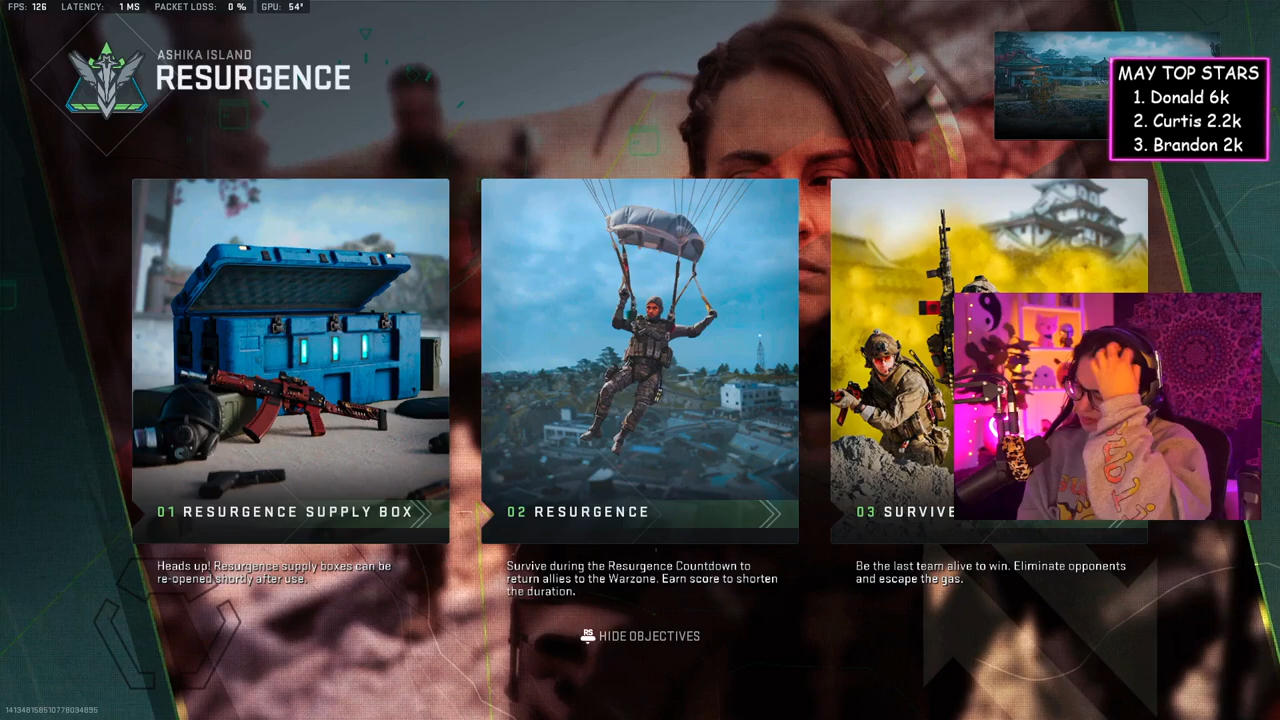 FPS: 126 LATENCY: 1 MS PACKET LOSS: 0 % GPU: 54°
ASHIKA ISLAND
RESURGENCE
MAY TOP STARS
1. Donald 6k
2. Curtis 2.2k
3. Brandon 2k
01 RESURGENCE SUPPLY BOX
Heads up! Resurgence supply boxes can be
re-opened shortly after use.
02 RESURGENCE
Survive during the Resurgence Countdown to
return allies to the Warzone. Earn score to shorten
the duration.
03 SURVIVE
Be the last team alive to win. Eliminate opponents
and escape the gas.
RS HIDE OBJECTIVES